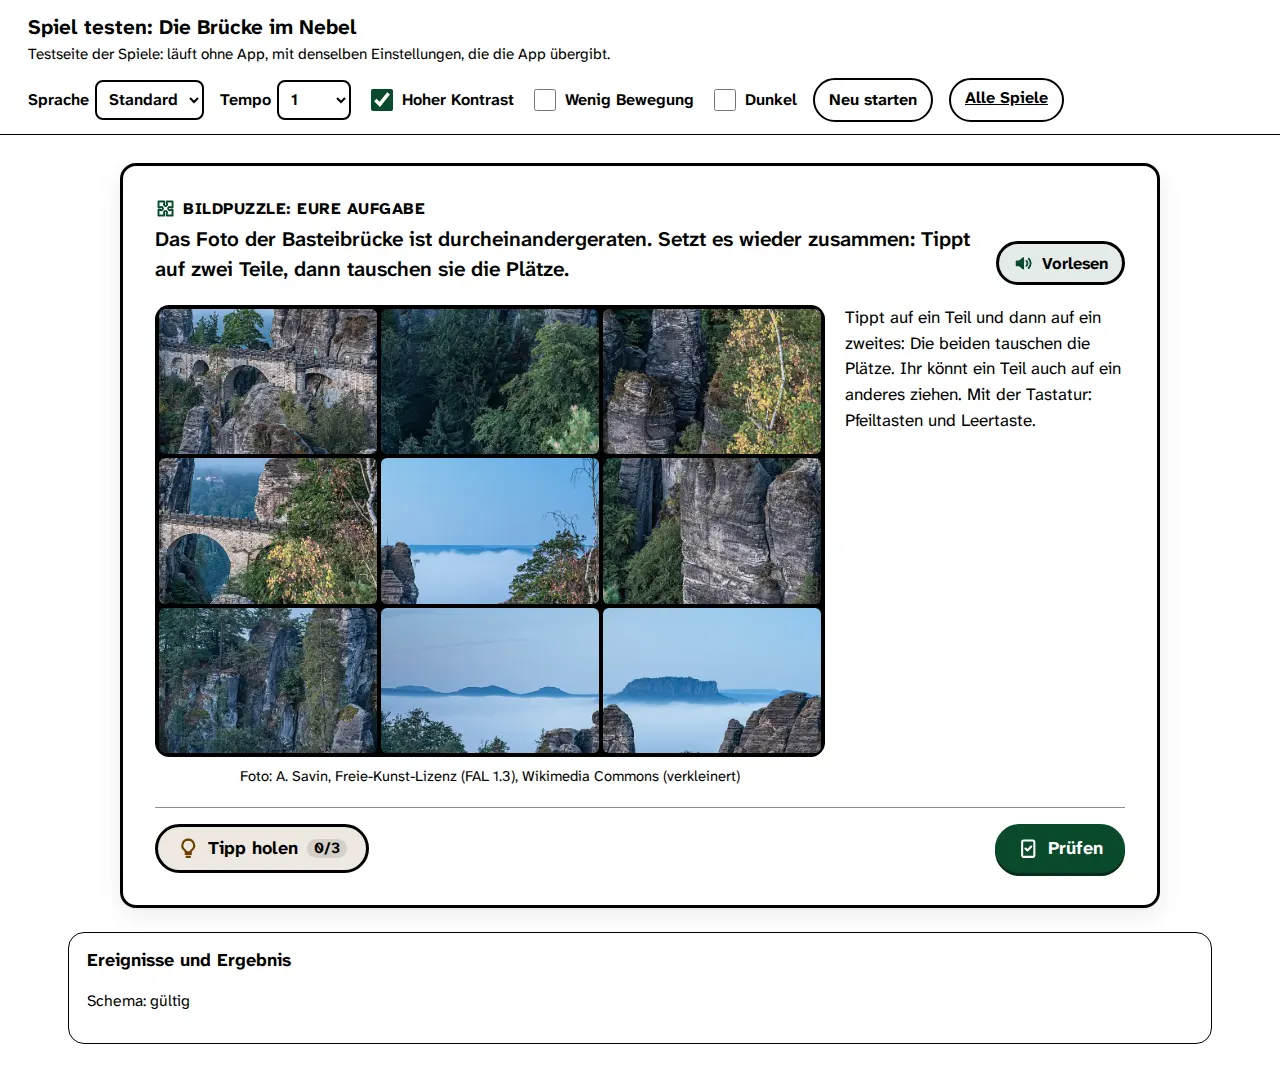 Spiel testen: Die Brücke im Nebel
Testseite der Spiele: läuft ohne App, mit denselben Einstellungen, die die App übergibt.
Sprache Standard Tempo 1 Hoher Kontrast Wenig Bewegung Dunkel Neu starten Alle Spiele
BILDPUZZLE: EURE AUFGABE
Das Foto der Basteibrücke ist durcheinandergeraten. Setzt es wieder zusammen: Tippt
auf zwei Teile, dann tauschen sie die Plätze.
Vorlesen
Tippt auf ein Teil und dann auf ein
zweites: Die beiden tauschen die
Plätze. Ihr könnt ein Teil auch auf ein
anderes ziehen. Mit der Tastatur:
Pfeiltasten und Leertaste.
Foto: A. Savin, Freie-Kunst-Lizenz (FAL 1.3), Wikimedia Commons (verkleinert)
Tipp holen 0/3
Prüfen
Ereignisse und Ergebnis
Schema: gültig